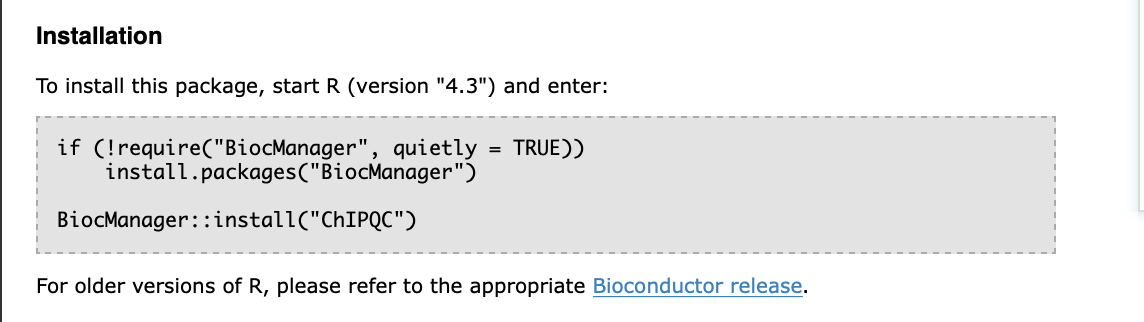 Installation
To install this package, start R (version "4.3") and enter:
if (!require("BiocManager", quietly = TRUE))
    install.packages("BiocManager")
BiocManager::install("ChIPQC")
For older versions of R, please refer to the appropriate Bioconductor release.